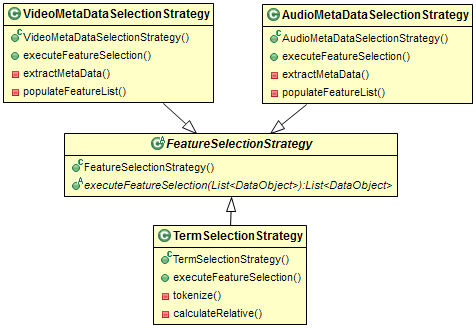 VideoMetaDataSelectionStrategy
VideoMetaDataSelectionStrategy()
executeFeatureSelection()
extractMetaData()
populateFeatureList()
AudioMetaDataSelectionStrategy
AudioMetaDataSelectionStrategy()
executeFeatureSelection()
extractMetaData()
populateFeatureList()
FeatureSelectionStrategy
FeatureSelectionStrategy()
executeFeatureSelection(List<DataObject>):List<DataObject>
TermSelectionStrategy
TermSelectionStrategy()
executeFeatureSelection()
tokenize()
calculateRelative()